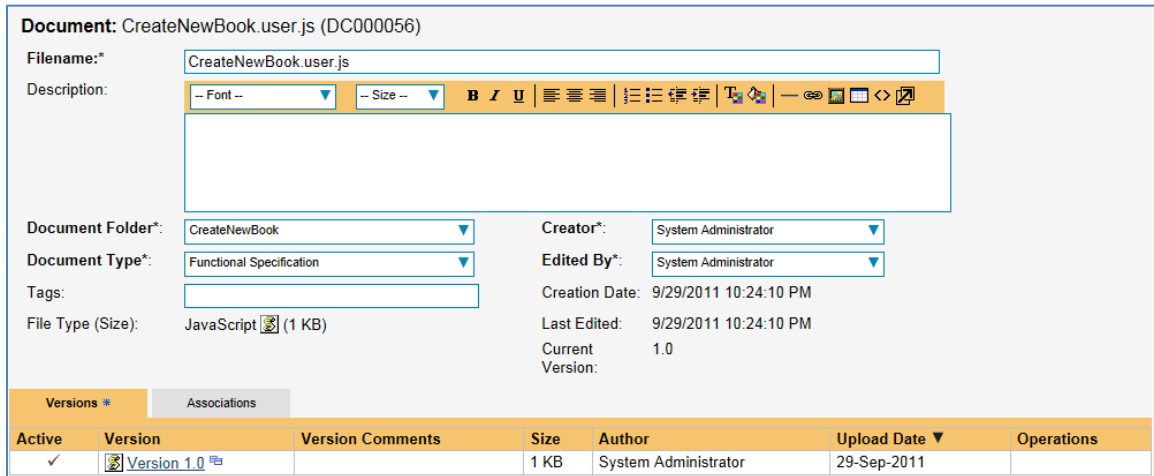 Document: CreateNewBook.user.js (DC000056)
Filename:* CreateNewBook.user.js
Description: -- Font -- -- Size -- B I U
Document Folder*: CreateNewBook Creator*: System Administrator
Document Type*: Functional Specification Edited By*: System Administrator
Tags: Creation Date: 9/29/2011 10:24:10 PM
File Type (Size): JavaScript (1 KB) Last Edited: 9/29/2011 10:24:10 PM
Current Version: 1.0
Versions * Associations
Active Version Version Comments Size Author Upload Date ▼ Operations
✓ Version 1.0 1 KB System Administrator 29-Sep-2011